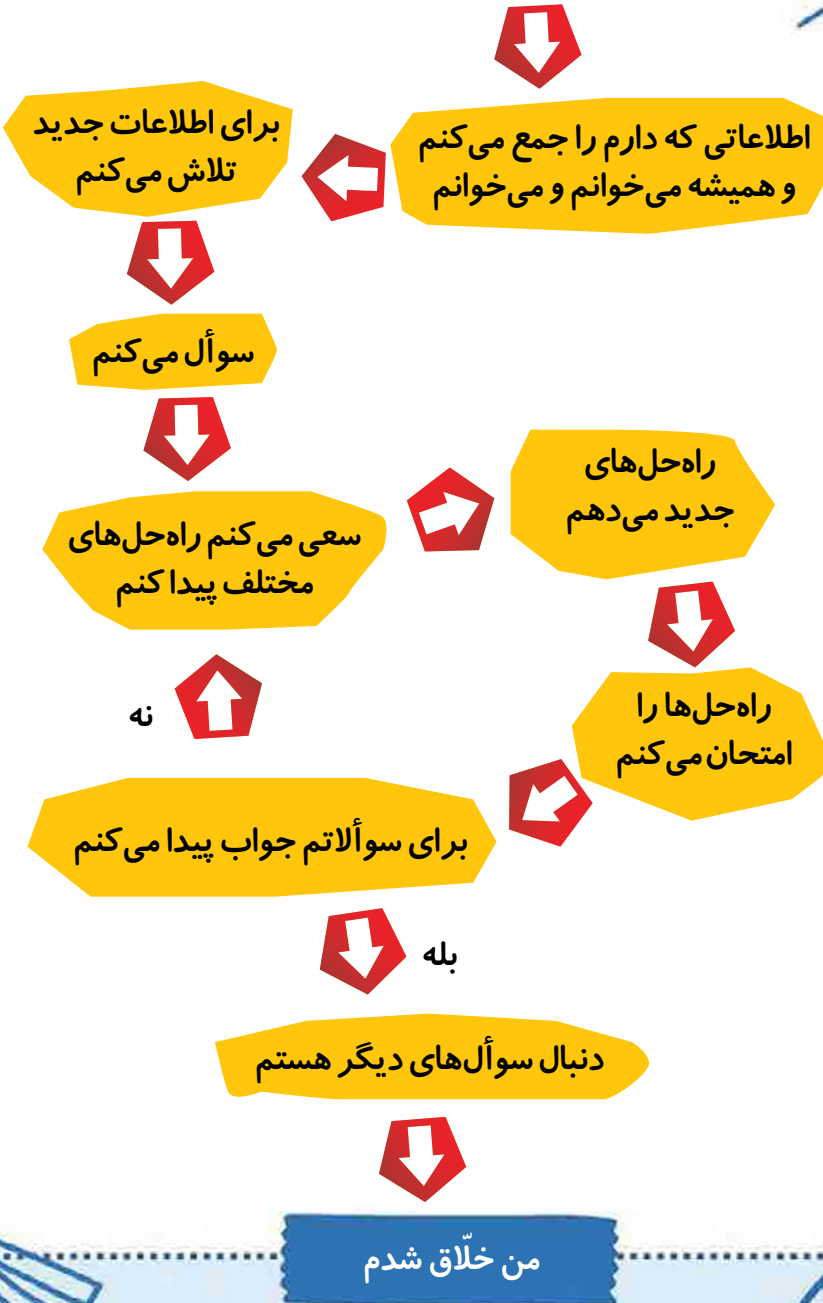 اطلاعاتی که دارم را جمع می‌کنم
و همیشه می‌خوانم و می‌خوانم
برای اطلاعات جدید
تلاش می‌کنم
سوأل می‌کنم
سعی می‌کنم راه‌حل‌های
مختلف پیدا کنم
راه‌حل‌های
جدید می‌دهم
راه‌حل‌ها را
امتحان می‌کنم
برای سوألاتم جواب پیدا می‌کنم
نه
بله
دنبال سوأل‌های دیگر هستم
من خلّاق شدم